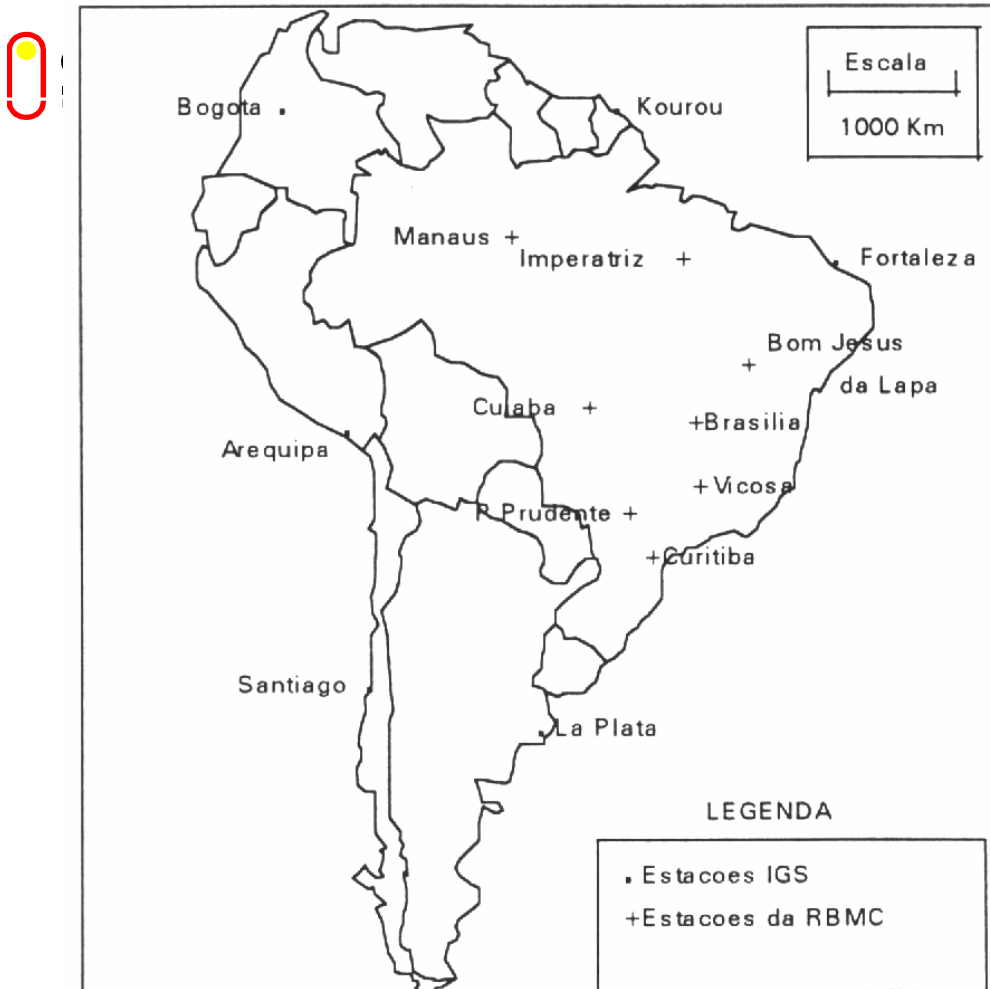 Escala
1000 Km
Bogota
Kourou
Manaus
Imperatriz
Fortaleza
Bom Jesus
da Lapa
Cuiaba
Brasilia
Arequipa
Vicosa
P.Prudente
Curitiba
Santiago
La Plata
LEGENDA
. Estacoes IGS
+Estacoes da RBMC